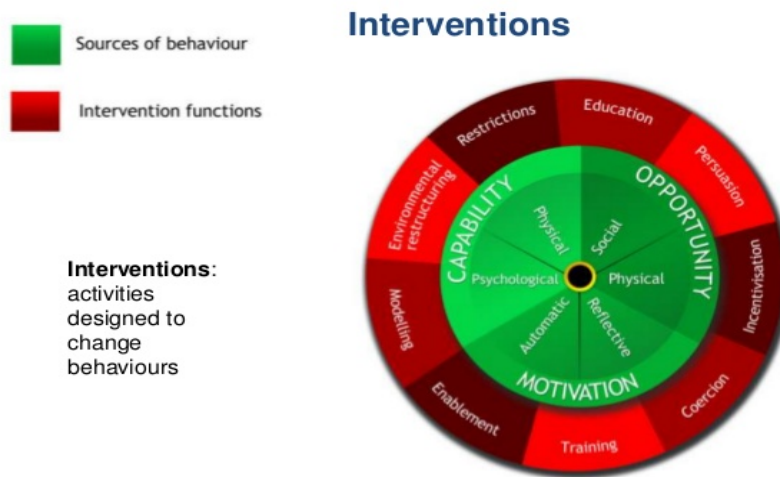 Interventions
Sources of behaviour
Intervention functions
Interventions:
activities
designed to
change
behaviours
Restrictions
Education
Persuasion
Incentivisation
Coercion
Training
Enablement
Modelling
Environmental
restructuring
CAPABILITY
OPPORTUNITY
MOTIVATION
Physical
Social
Psychological
Physical
Automatic
Reflective